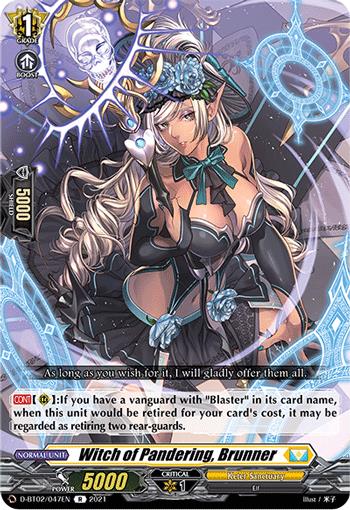 1
GRADE
BOOST
5000
SHIELD
As long as you wish for it, I will gladly offer them all.
CONT【 】:If you have a vanguard with "Blaster" in its card name,
when this unit would be retired for your card's cost, it may be
regarded as retiring two rear-guards.
NORMAL UNIT
Witch of Pandering, Brunner
POWER 5000
CRITICAL
1
Keter Sanctuary
Elf
D-BT02/047EN R 2021
Illust / 米子